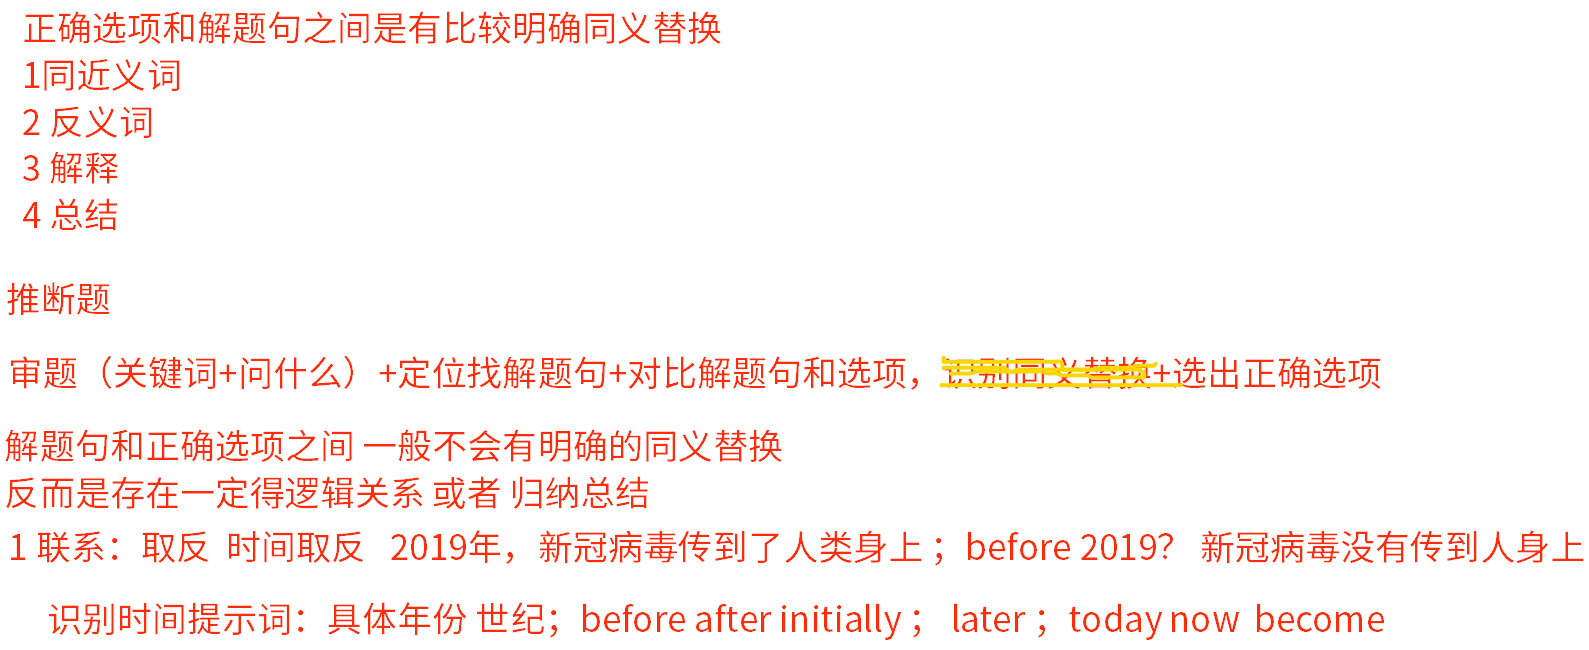 正确选项和解题句之间是有比较明确同义替换
1同近义词
2 反义词
3 解释
4 总结
推断题
审题（关键词+问什么）+定位找解题句+对比解题句和选项，识别同义替换+选出正确选项
解题句和正确选项之间 一般不会有明确的同义替换
反而是存在一定得逻辑关系 或者 归纳总结
1 联系：取反 时间取反 2019年，新冠病毒传到了人类身上；before 2019？ 新冠病毒没有传到人身上
识别时间提示词：具体年份 世纪；before after initially； later；today now become